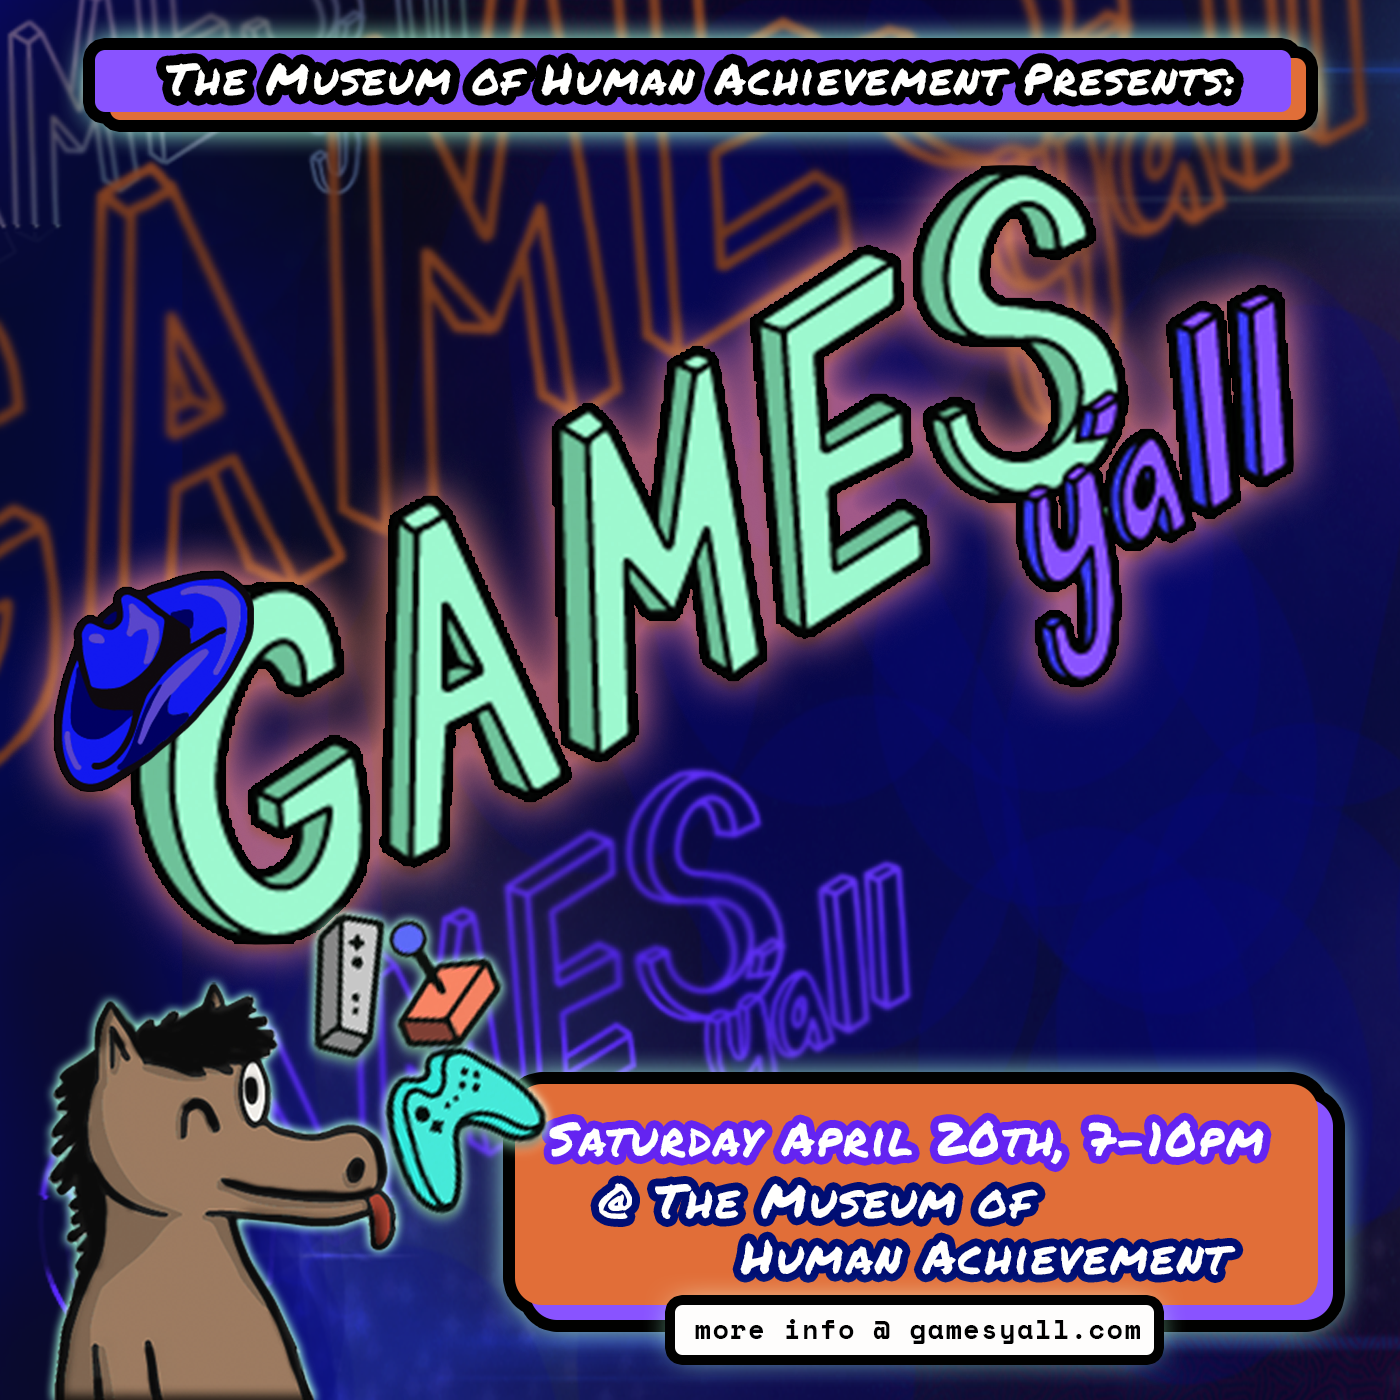 The Museum of Human Achievement Presents:
GAMES
y'all
Saturday April 20th, 7-10pm
@ The Museum of
Human Achievement
more info @ gamesyall.com